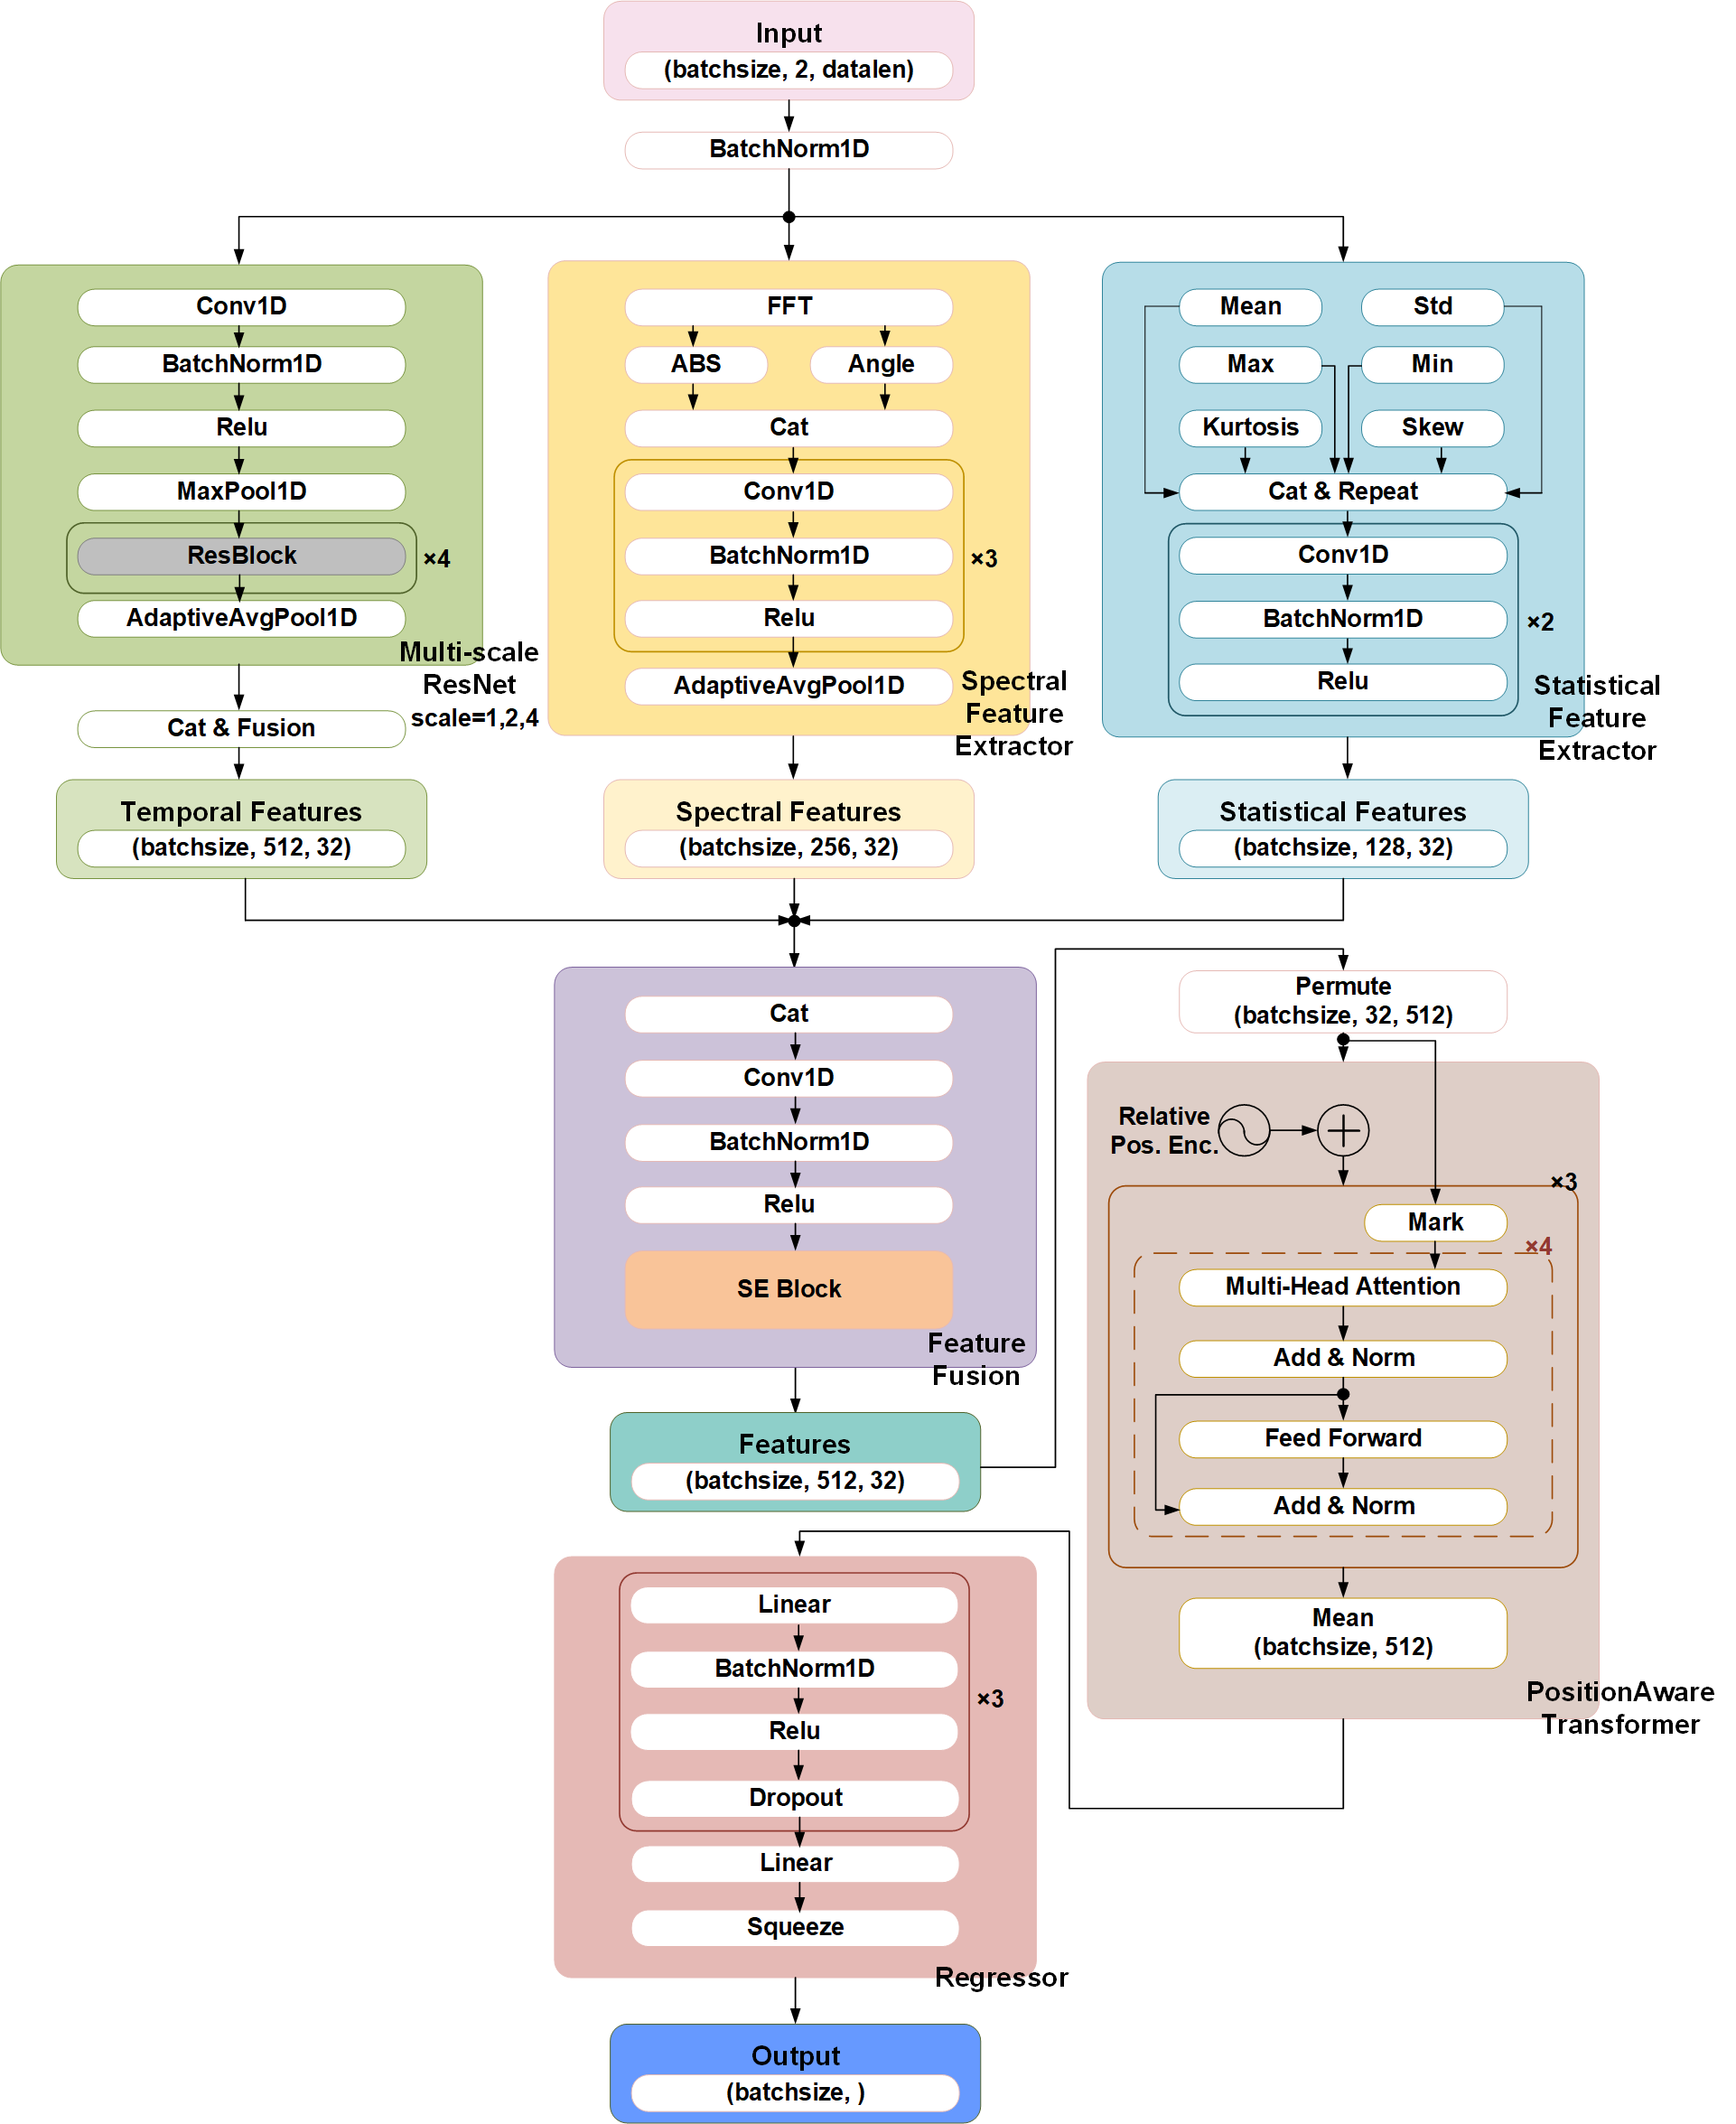 Input
(batchsize, 2, datalen)
BatchNorm1D
Conv1D
BatchNorm1D
Relu
MaxPool1D
ResBlock
×4
AdaptiveAvgPool1D
Multi-scale
ResNet
scale=1,2,4
Cat & Fusion
Temporal Features
(batchsize, 512, 32)
FFT
ABS
Angle
Cat
Conv1D
BatchNorm1D
×3
Relu
AdaptiveAvgPool1D
Spectral
Feature
Extractor
Spectral Features
(batchsize, 256, 32)
Mean
Std
Max
Min
Kurtosis
Skew
Cat & Repeat
Conv1D
BatchNorm1D
×2
Relu
Statistical
Feature
Extractor
Statistical Features
(batchsize, 128, 32)
Cat
Conv1D
BatchNorm1D
Relu
SE Block
Feature
Fusion
Features
(batchsize, 512, 32)
Permute
(batchsize, 32, 512)
Relative
Pos. Enc.
×3
Mark
×4
Multi-Head Attention
Add & Norm
Feed Forward
Add & Norm
Mean
(batchsize, 512)
PositionAware
Transformer
Linear
BatchNorm1D
×3
Relu
Dropout
Linear
Squeeze
Regressor
Output
(batchsize, )